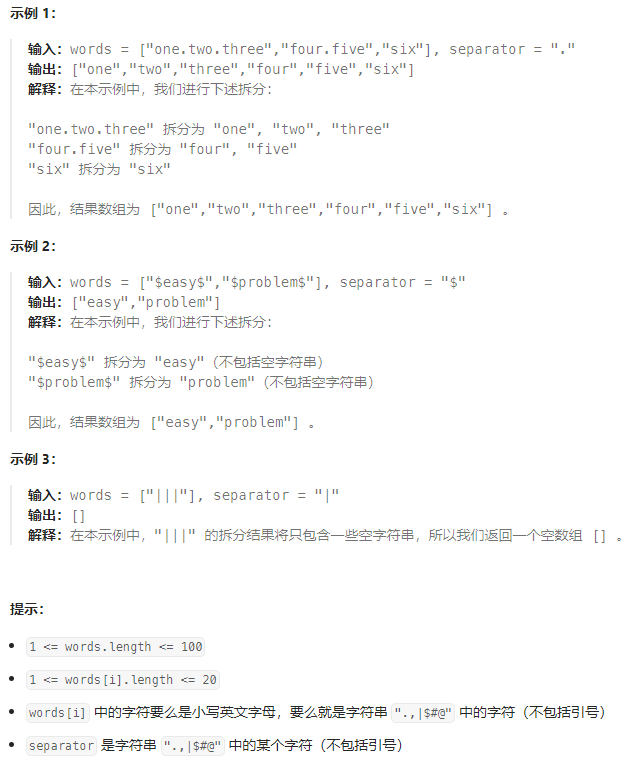 示例 1：
输入：words = ["one.two.three","four.five","six"], separator = "."
输出：["one","two","three","four","five","six"]
解释：在本示例中，我们进行下述拆分：
"one.two.three" 拆分为 "one", "two", "three"
"four.five" 拆分为 "four", "five"
"six" 拆分为 "six"
因此，结果数组为 ["one","two","three","four","five","six"] 。
示例 2：
输入：words = ["$easy$","$problem$"], separator = "$"
输出：["easy","problem"]
解释：在本示例中，我们进行下述拆分：
"$easy$" 拆分为 "easy"（不包括空字符串）
"$problem$" 拆分为 "problem"（不包括空字符串）
因此，结果数组为 ["easy","problem"] 。
示例 3：
输入：words = ["|||"], separator = "|"
输出：[]
解释：在本示例中，"|||" 的拆分结果将只包含一些空字符串，所以我们返回一个空数组 [] 。
提示：
• 1 <= words.length <= 100
• 1 <= words[i].length <= 20
• words[i] 中的字符要么是小写英文字母，要么就是字符串 ".,|$#@" 中的字符（不包括引号）
• separator 是字符串 ".,|$#@" 中的某个字符（不包括引号）